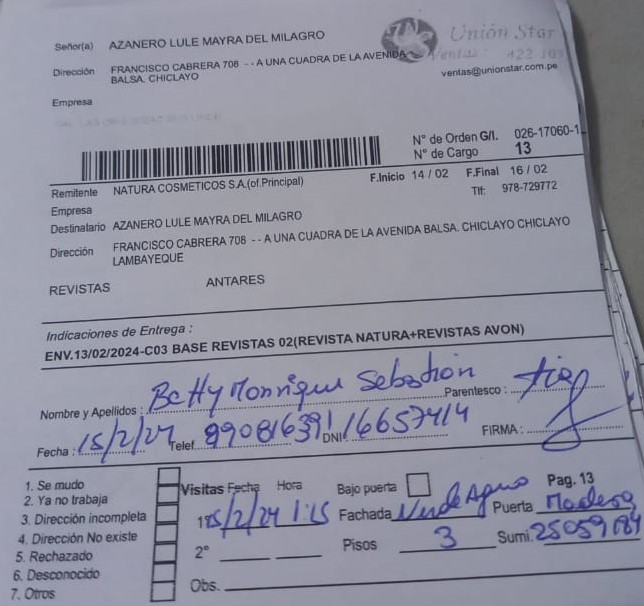 Señor(a) AZANERO LULE MAYRA DEL MILAGRO
Unión Star
Ventas: 422
Dirección FRANCISCO CABRERA 708 - - A UNA CUADRA DE LA AVENIDA
BALSA. CHICLAYO
ventas@unionstar.com.pe
Empresa
N° de Orden G/l. 026-17060-1
N° de Cargo 13
Remitente NATURA COSMETICOS S.A.(of.Principal) F.Inicio 14 / 02 F.Final 16 / 02
Empresa Tlf: 978-729772
Destinalario AZANERO LULE MAYRA DEL MILAGRO
Dirección FRANCISCO CABRERA 708 - - A UNA CUADRA DE LA AVENIDA BALSA. CHICLAYO CHICLAYO
LAMBAYEQUE
REVISTAS ANTARES
Indicaciones de Entrega :
ENV.13/02/2024-C03 BASE REVISTAS 02(REVISTA NATURA+REVISTAS AVON)
Nombre y Apellidos : Betty Monrique Sebastión Parentesco : tia
Fecha : 15/2/24 Telef. 990816391 DNI 16657414 FIRMA :
1. Se mudo
2. Ya no trabaja
3. Dirección incompleta
4. Dirección No existe
5. Rechazado
6. Desconocido
7. Otros
Visitas Fecha Hora Bajo puerta Pag. 13
1° 15/2/24 1:15 Fachada Verde Agua Puerta Madera
2° Pisos 3 Sumi. 25059684
Obs.